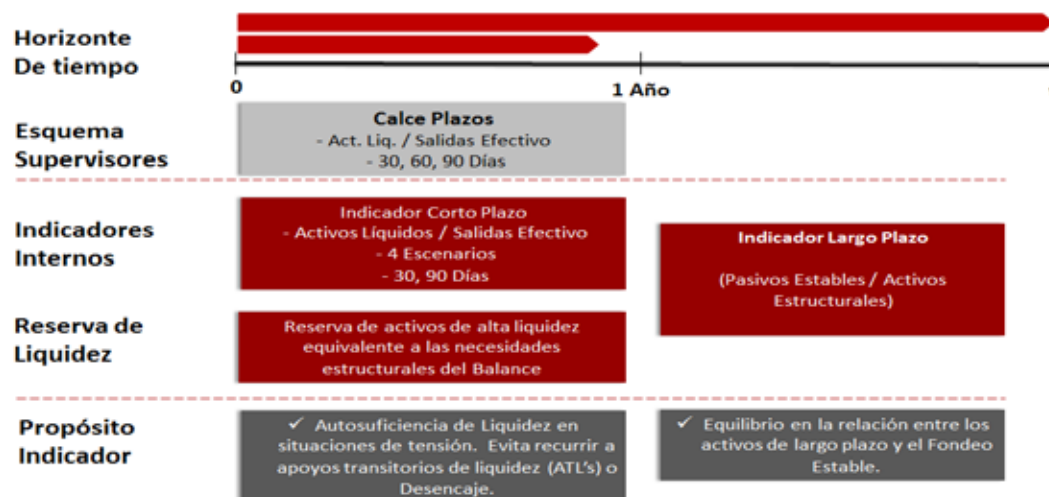 Horizonte
De tiempo
0
1 Año
Esquema
Supervisores
Calce Plazos
- Act. Liq. / Salidas Efectivo
- 30, 60, 90 Días
Indicadores
Internos
Indicador Corto Plazo
- Activos Líquidos / Salidas Efectivo
- 4 Escenarios
- 30, 90 Días
Indicador Largo Plazo
(Pasivos Estables / Activos
Estructurales)
Reserva de
Liquidez
Reserva de activos de alta liquidez
equivalente a las necesidades
estructurales del Balance
Propósito
Indicador
✓ Autosuficiencia de Liquidez en
situaciones de tensión. Evita recurrir a
apoyos transitorios de liquidez (ATL's) o
Desencaje.
✓ Equilibrio en la relación entre los
activos de largo plazo y el Fondeo
Estable.